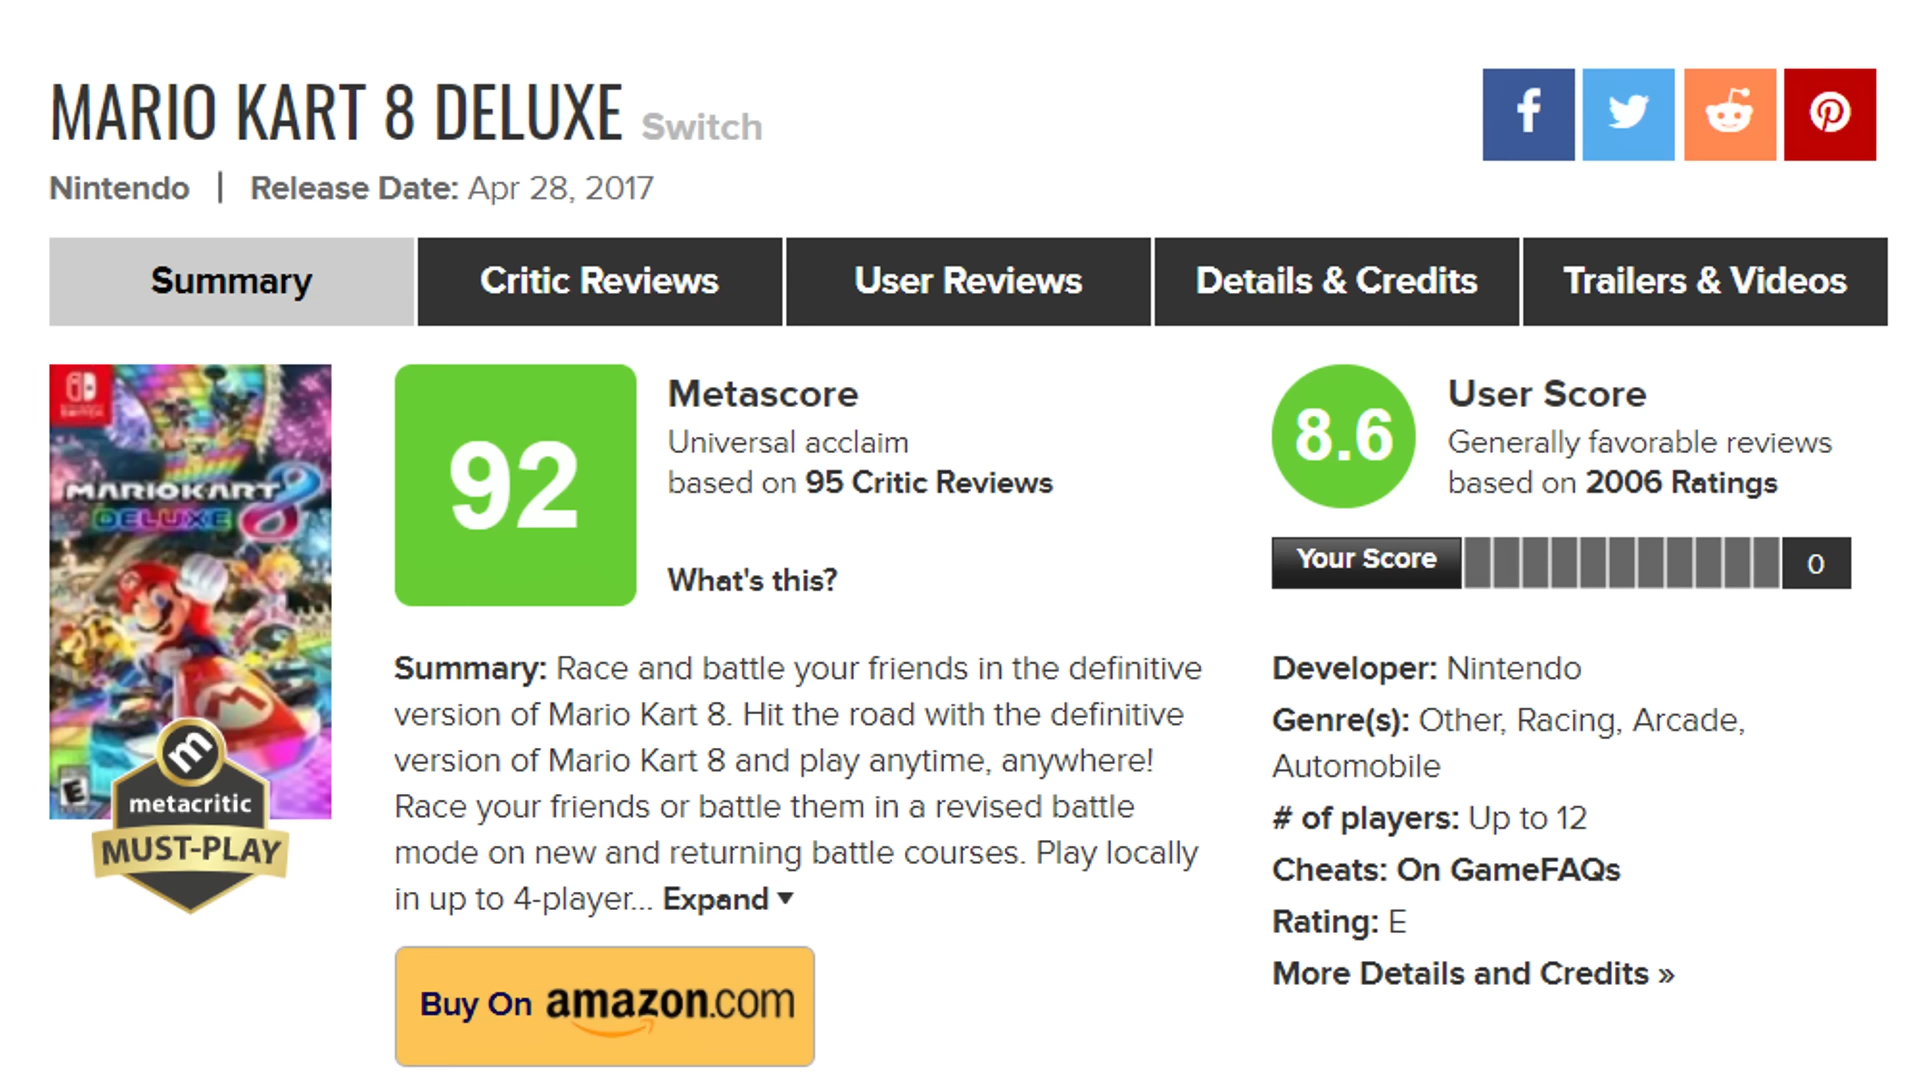 MARIO KART 8 DELUXE Switch
Nintendo | Release Date: Apr 28, 2017
Summary
Critic Reviews
User Reviews
Details & Credits
Trailers & Videos
MARIOKART 8
DELUXE
E
m
metacritic
MUST-PLAY
92
Metascore
Universal acclaim
based on 95 Critic Reviews
What's this?
8.6
User Score
Generally favorable reviews
based on 2006 Ratings
Your Score
0
Summary: Race and battle your friends in the definitive
version of Mario Kart 8. Hit the road with the definitive
version of Mario Kart 8 and play anytime, anywhere!
Race your friends or battle them in a revised battle
mode on new and returning battle courses. Play locally
in up to 4-player... Expand ▼
Buy On amazon.com
Developer: Nintendo
Genre(s): Other, Racing, Arcade,
Automobile
# of players: Up to 12
Cheats: On GameFAQs
Rating: E
More Details and Credits »